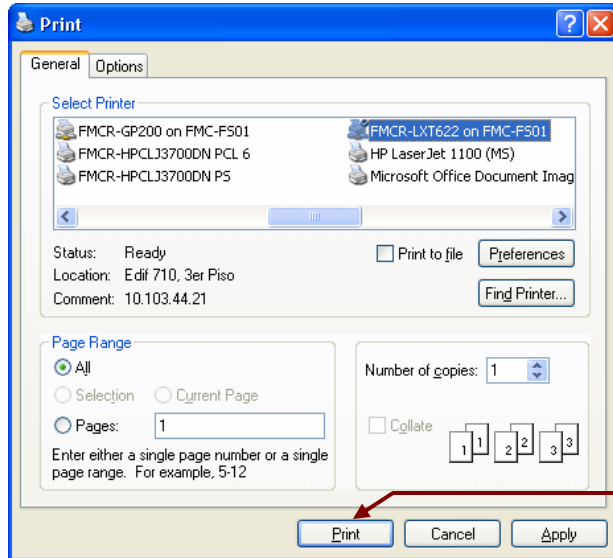 Print
General Options
Select Printer
FMCR-GP200 on FMC-FS01 FMCR-LXT622 on FMC-FS01
FMCR-HPCLJ3700DN PCL 6 HP LaserJet 1100 (MS)
FMCR-HPCLJ3700DN PS Microsoft Office Document Imag
Status: Ready Print to file Preferences
Location: Edif 710, 3er Piso
Comment: 10.103.44.21 Find Printer...
Page Range
All Number of copies: 1
Selection Current Page
Pages: 1 Collate 1 1 2 2 3 3
Enter either a single page number or a single
page range. For example, 5-12
Print Cancel Apply